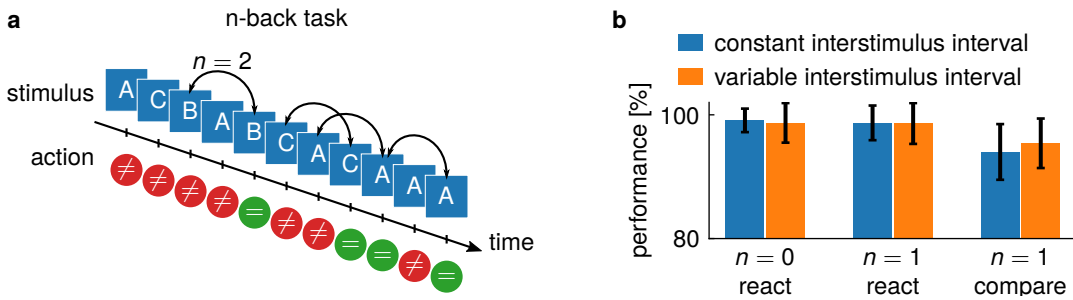 a
n-back task
n = 2
stimulus
A
C
B
A
B
C
A
C
A
A
A
action
≠
≠
≠
≠
=
≠
≠
=
=
≠
=
time
b
constant interstimulus interval
variable interstimulus interval
performance [%]
100
80
n = 0
react
n = 1
react
n = 1
compare